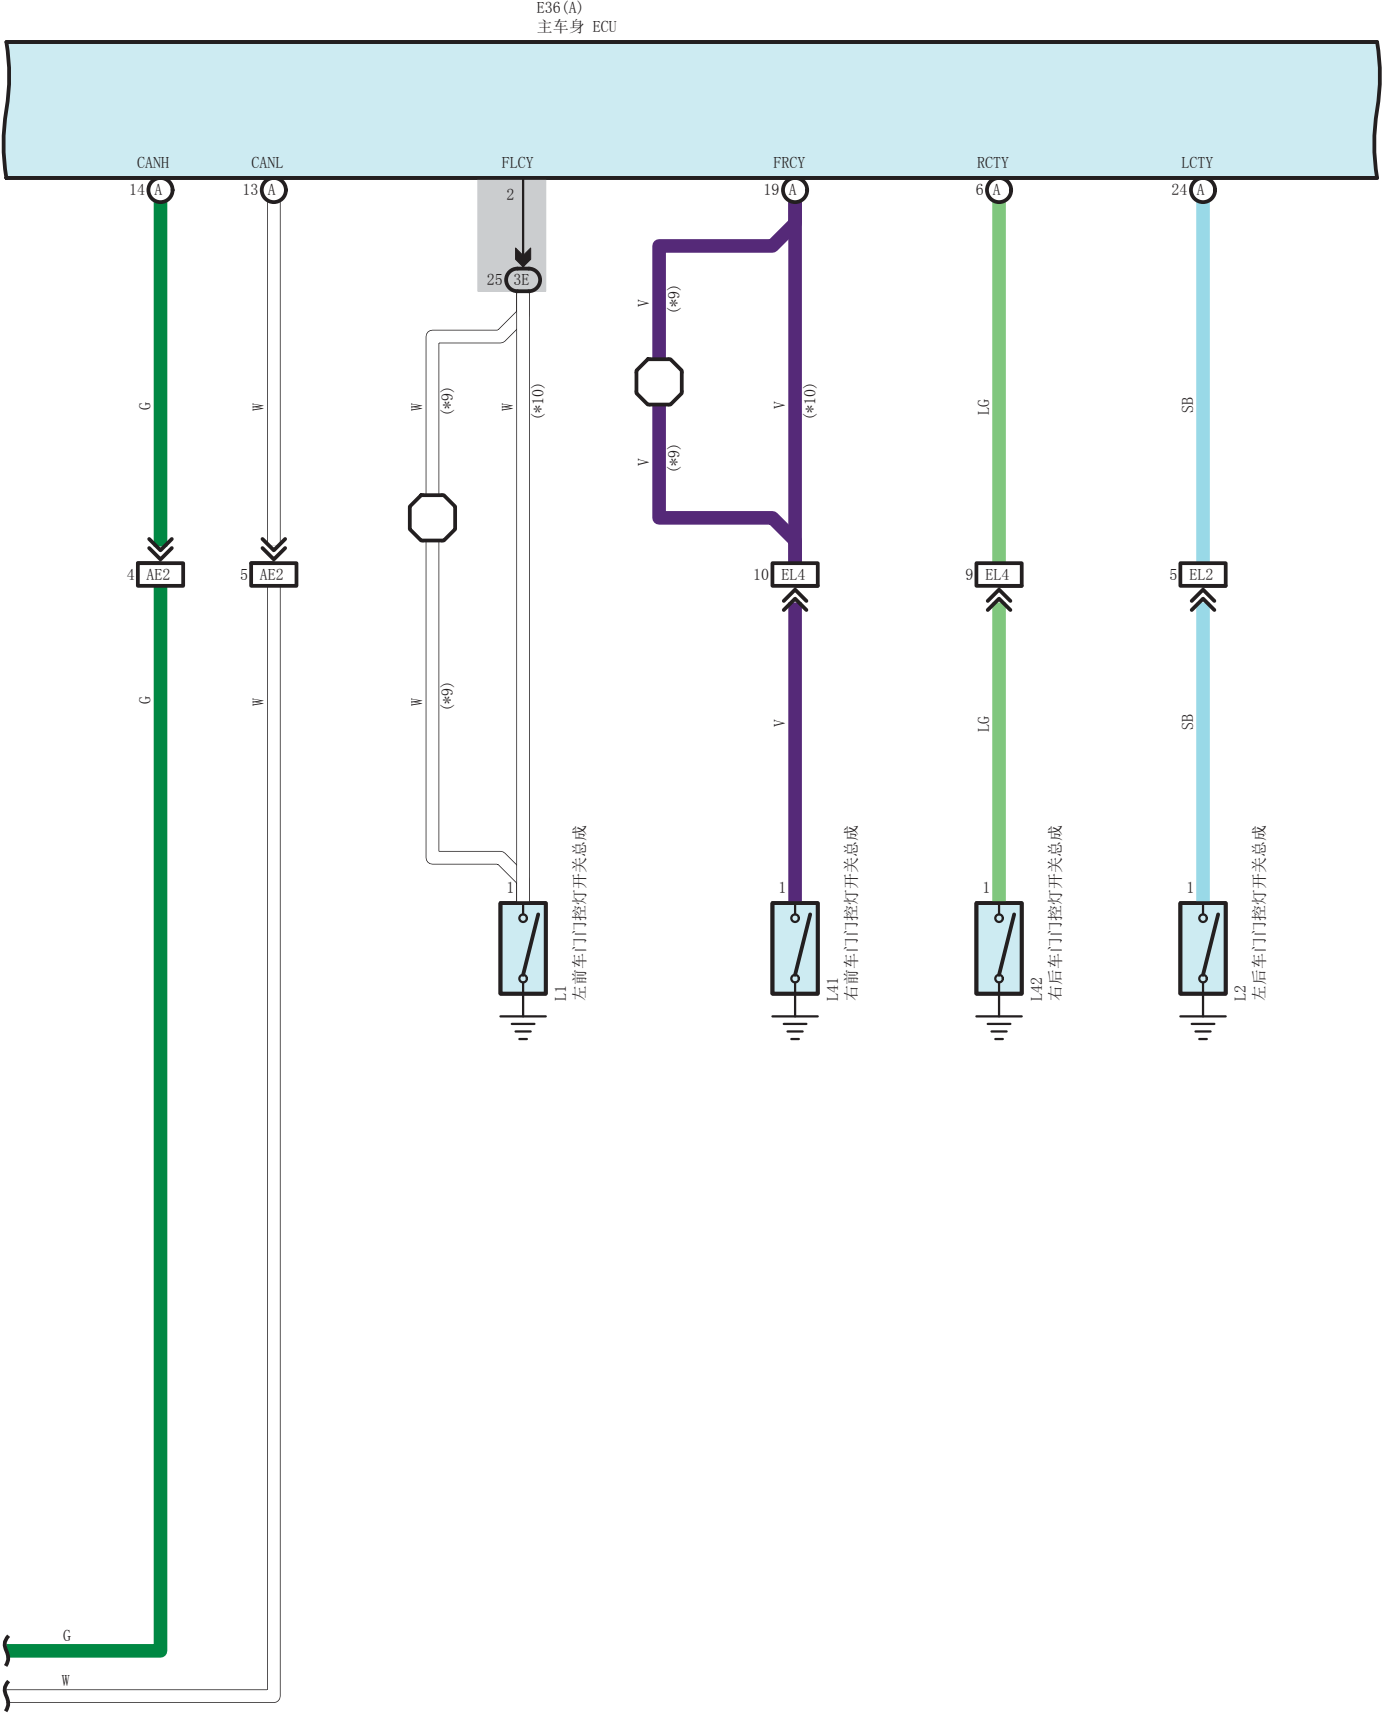 E36(A)
主车身 ECU
CANH
CANL
FLCY
FRCY
RCTY
LCTY
14 A
13 A
2
19 A
6 A
24 A
25 3E
V
(*9)
G
W
W
(*9)
W
(*10)
V
(*10)
LG
SB
V
(*9)
4 AE2
5 AE2
10 EL4
9 EL4
5 EL2
G
W
W
(*9)
V
LG
SB
1
1
1
1
L1
左前车门门控灯开关总成
L41
右前车门门控灯开关总成
L42
右后车门门控灯开关总成
L2
左后车门门控灯开关总成
G
W